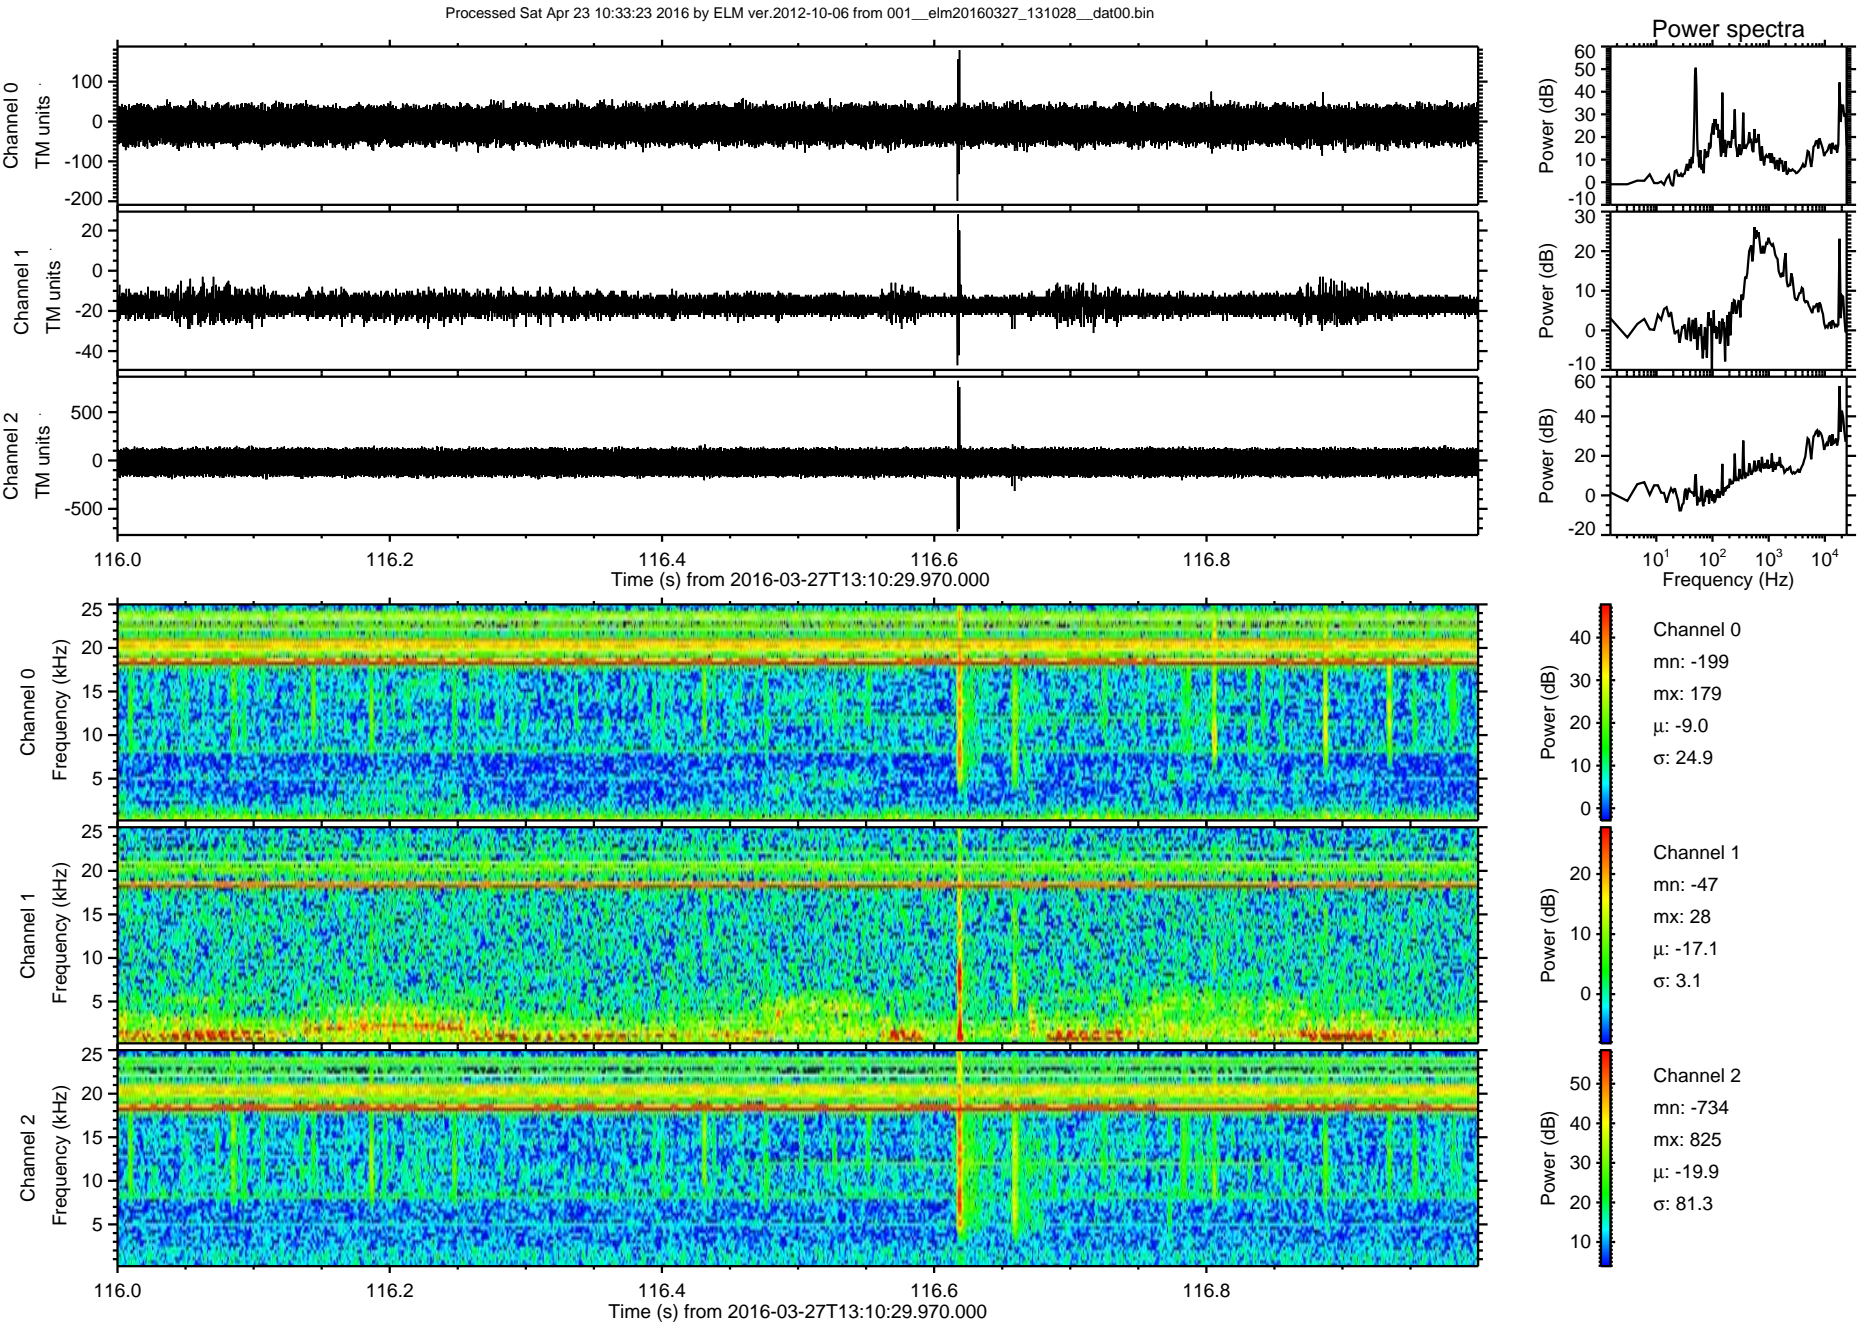 Processed Sat Apr 23 10:33:23 2016 by ELM ver.2012-10-06 from 001__elm20160327_131028__dat00.bin
Power spectra
Channel 0
TM units
100
0
-100
-200
Power (dB)
60
50
40
30
20
10
0
-10
Channel 1
TM units
20
0
-20
-40
Power (dB)
30
20
10
0
-10
Channel 2
TM units
500
0
-500
Power (dB)
60
40
20
0
-20
116.0 116.2 116.4 116.6 116.8
Time (s) from 2016-03-27T13:10:29.970.000
10^1 10^2 10^3 10^4
Frequency (Hz)
Channel 0
Frequency (kHz)
25
20
15
10
5
Power (dB)
40
30
20
10
0
Channel 0
mn: -199
mx: 179
μ: -9.0
σ: 24.9
Channel 1
Frequency (kHz)
25
20
15
10
5
Power (dB)
20
10
0
Channel 1
mn: -47
mx: 28
μ: -17.1
σ: 3.1
Channel 2
Frequency (kHz)
25
20
15
10
5
Power (dB)
50
40
30
20
10
Channel 2
mn: -734
mx: 825
μ: -19.9
σ: 81.3
116.0 116.2 116.4 116.6 116.8
Time (s) from 2016-03-27T13:10:29.970.000